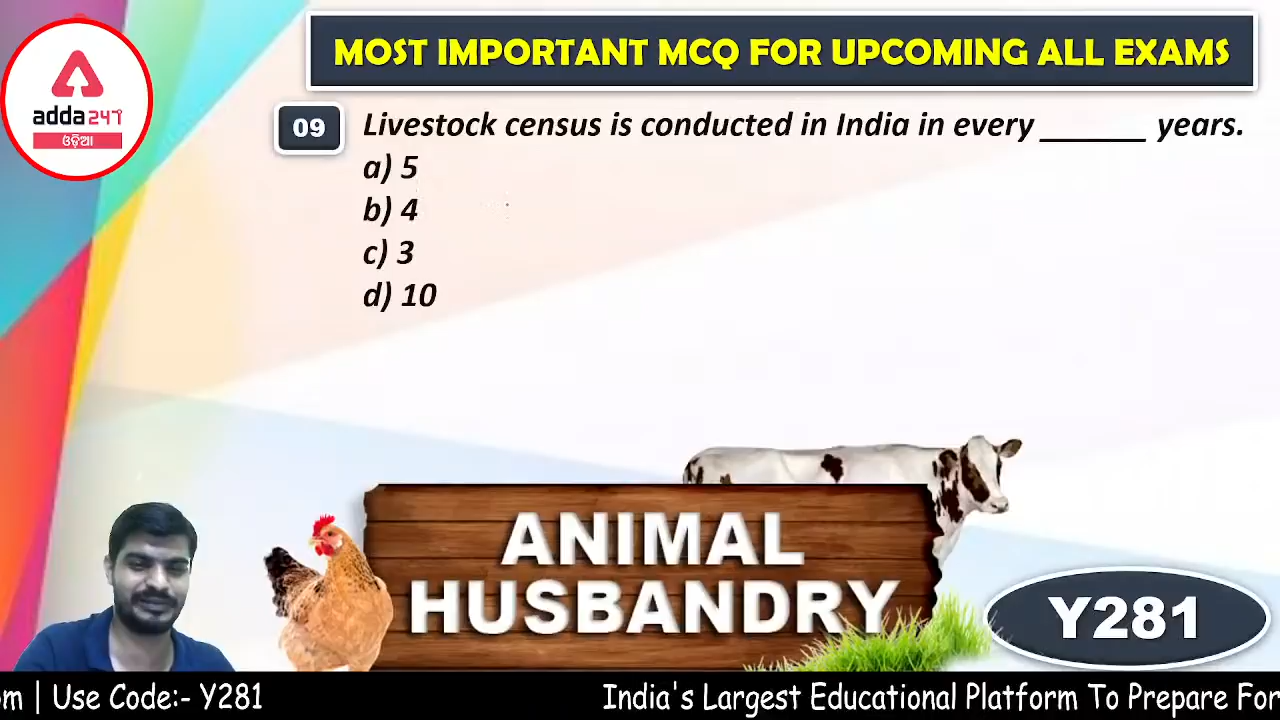 MOST IMPORTANT MCQ FOR UPCOMING ALL EXAMS
adda247
ଓଡ଼ିଆ
09
Livestock census is conducted in India in every _______ years.
a) 5
b) 4
c) 3
d) 10
ANIMAL
HUSBANDRY
Y281
om | Use Code:- Y281
India's Largest Educational Platform To Prepare For